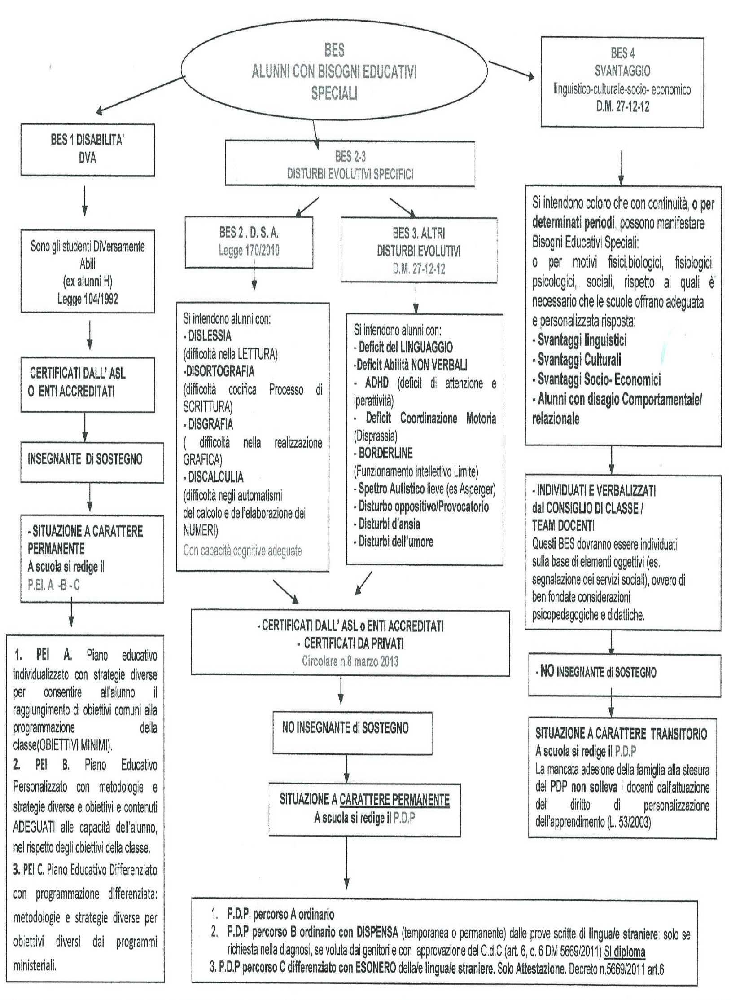 BES
ALUNNI CON BISOGNI EDUCATIVI
SPECIALI
BES 4
SVANTAGGIO
linguistico-culturale-socio- economico
D.M. 27-12-12
BES 1 DISABILITA'
DVA
BES 2-3
DISTURBI EVOLUTIVI SPECIFICI
Sono gli studenti DiVersamente
Abili
(ex alunni H)
Legge 104/1992
CERTIFICATI DALL' ASL
O ENTI ACCREDITATI
INSEGNANTE Di SOSTEGNO
- SITUAZIONE A CARATTERE
PERMANENTE
A scuola si redige il
P.EI. A -B - C
1. PEI A. Piano educativo
individualizzato con strategie diverse
per consentire all'alunno il
raggiungimento di obiettivi comuni alla
programmazione della
classe(OBIETTIVI MINIMI).
2. PEI B. Piano Educativo
Personalizzato con metodologie e
strategie diverse e obiettivi e contenuti
ADEGUATI alle capacità dell'alunno,
nel rispetto degli obiettivi della classe.
3. PEI C. Piano Educativo Differenziato
con programmazione differenziata:
metodologie e strategie diverse per
obiettivi diversi dai programmi
ministeriali.
BES 2 . D. S. A.
Legge 170/2010
Si intendono alunni con:
- DISLESSIA
(difficoltà nella LETTURA)
-DISORTOGRAFIA
(difficoltà codifica Processo di
SCRITTURA)
- DISGRAFIA
( difficoltà nella realizzazione
GRAFICA)
- DISCALCULIA
(difficoltà negli automatismi
del calcolo e dell'elaborazione dei
NUMERI)
Con capacità cognitive adeguate
BES 3. ALTRI
DISTURBI EVOLUTIVI
D.M. 27-12-12
Si intendono alunni con:
- Deficit del LINGUAGGIO
-Deficit Abilità NON VERBALI
- ADHD (deficit di attenzione e
iperattività)
- Deficit Coordinazione Motoria
(Disprassia)
- BORDERLINE
(Funzionamento intellettivo Limite)
- Spettro Autistico lieve (es Asperger)
- Disturbo oppositivo/Provocatorio
- Disturbi d'ansia
- Disturbi dell'umore
- CERTIFICATI DALL' ASL o ENTI ACCREDITATI
- CERTIFICATI DA PRIVATI
Circolare n.8 marzo 2013
NO INSEGNANTE di SOSTEGNO
SITUAZIONE A CARATTERE PERMANENTE
A scuola si redige il P.D.P
Si intendono coloro che con continuità, o per
determinati periodi, possono manifestare
Bisogni Educativi Speciali:
o per motivi fisici,biologici, fisiologici,
psicologici, sociali, rispetto ai quali è
necessario che le scuole offrano adeguata
e personalizzata risposta:
- Svantaggi linguistici
- Svantaggi Culturali
- Svantaggi Socio- Economici
- Alunni con disagio Comportamentale/
relazionale
- INDIVIDUATI E VERBALIZZATI
dal CONSIGLIO DI CLASSE /
TEAM DOCENTI
Questi BES dovranno essere individuati
sulla base di elementi oggettivi (es.
segnalazione dei servizi sociali), ovvero di
ben fondate considerazioni
psicopedagogiche e didattiche.
- NO INSEGNANTE di SOSTEGNO
SITUAZIONE A CARATTERE TRANSITORIO
A scuola si redige il P.D.P
La mancata adesione della famiglia alla stesura
del PDP non solleva i docenti dall'attuazione
del diritto di personalizzazione
dell'apprendimento (L. 53/2003)
1. P.D.P. percorso A ordinario
2. P.D.P percorso B ordinario con DISPENSA (temporanea o permanente) dalle prove scritte di lingua/e straniere: solo se
richiesta nella diagnosi, se voluta dai genitori e con approvazione del C.d.C (art. 6, c. 6 DM 5669/2011) SI diploma
3. P.D.P percorso C differenziato con ESONERO della/e lingua/e straniere. Solo Attestazione. Decreto n.5669/2011 art.6